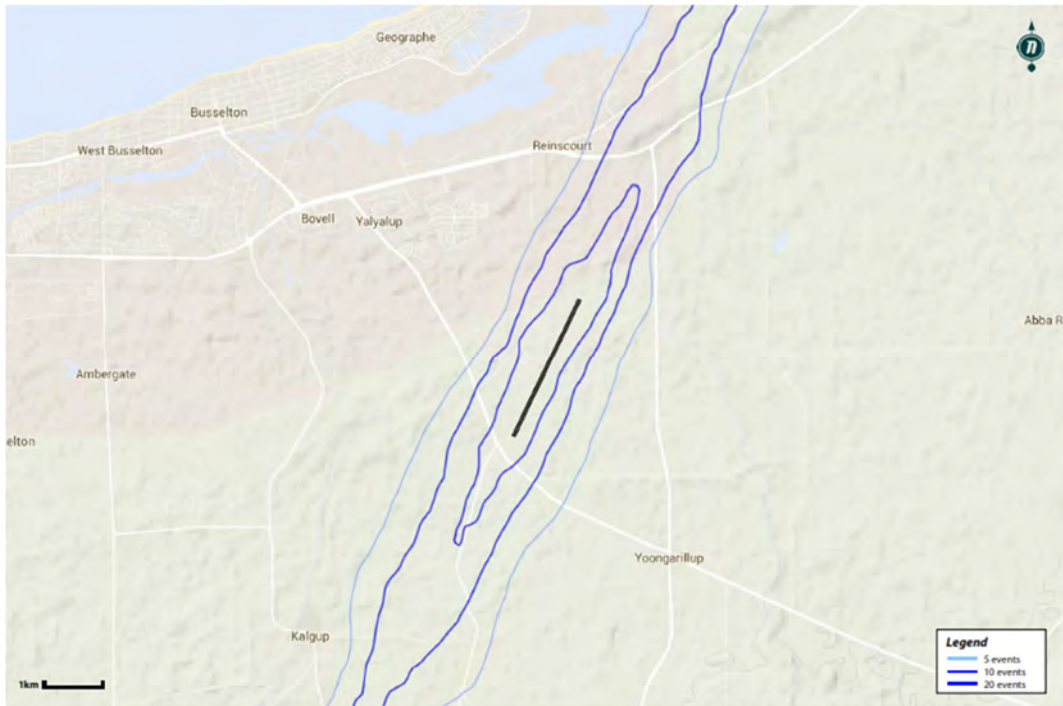 Geographe
n
Busselton
West Busselton
Reinscourt
Bovell
Yalyalup
Abba R
Ambergate
selton
Yoongarillup
Kalgup
Legend
5 events
10 events
20 events
1km